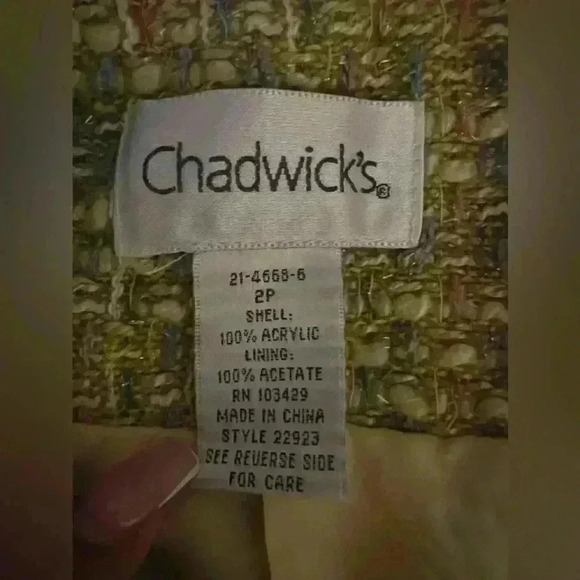 Chadwick's®
21-4668-6
2P
SHELL:
100% ACRYLIC
LINING:
100% ACETATE
RN 103429
MADE IN CHINA
STYLE 22923
SEE REVERSE SIDE
FOR CARE